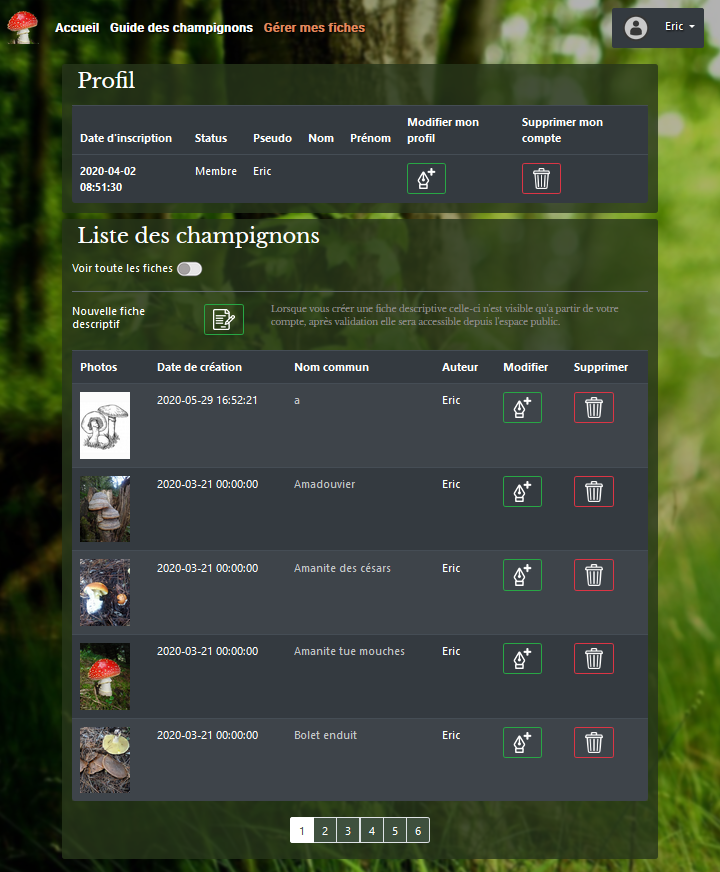 Accueil Guide des champignons Gérer mes fiches Eric
Profil
Date d'inscription Status Pseudo Nom Prénom Modifier mon profil Supprimer mon compte
2020-04-02 08:51:30 Membre Eric
Liste des champignons
Voir toute les fiches
Nouvelle fiche descriptif
Lorsque vous créer une fiche descriptive celle-ci n'est visible qu'a partir de votre
compte, après validation elle sera accessible depuis l'espace public.
Photos Date de création Nom commun Auteur Modifier Supprimer
2020-05-29 16:52:21 a Eric
2020-03-21 00:00:00 Amadouvier Eric
2020-03-21 00:00:00 Amanite des césars Eric
2020-03-21 00:00:00 Amanite tue mouches Eric
2020-03-21 00:00:00 Bolet enduit Eric
1 2 3 4 5 6